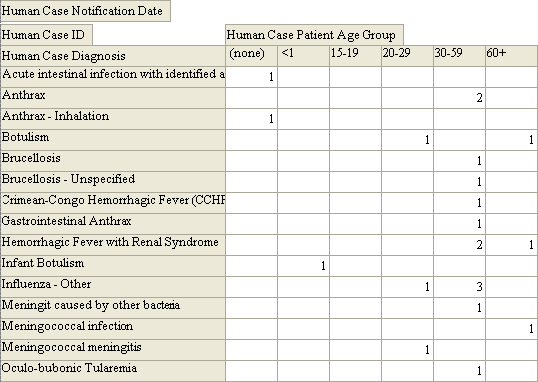 Human Case Notification Date
Human Case ID Human Case Patient Age Group
Human Case Diagnosis (none) <1 15-19 20-29 30-59 60+
Acute intestinal infection with identified a 1
Anthrax 2
Anthrax - Inhalation 1
Botulism 1 1
Brucellosis 1
Brucellosis - Unspecified 1
Crimean-Congo Hemorrhagic Fever (CCHF 1
Gastrointestinal Anthrax 1
Hemorrhagic Fever with Renal Syndrome 2 1
Infant Botulism 1
Influenza - Other 1 3
Meningit caused by other bacteria 1
Meningococcal infection 1
Meningococcal meningitis 1
Oculo-bubonic Tularemia 1